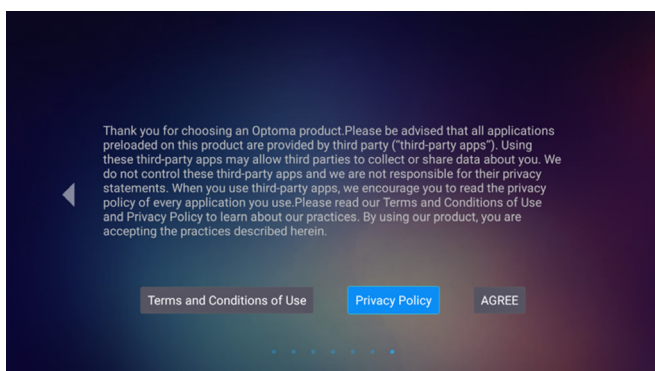 Thank you for choosing an Optoma product.Please be advised that all applications
preloaded on this product are provided by third party (“third-party apps”). Using
these third-party apps may allow third parties to collect or share data about you. We
do not control these third-party apps and we are not responsible for their privacy
statements. When you use third-party apps, we encourage you to read the privacy
policy of every application you use.Please read our Terms and Conditions of Use
and Privacy Policy to learn about our practices. By using our product, you are
accepting the practices described herein.
Terms and Conditions of Use Privacy Policy AGREE